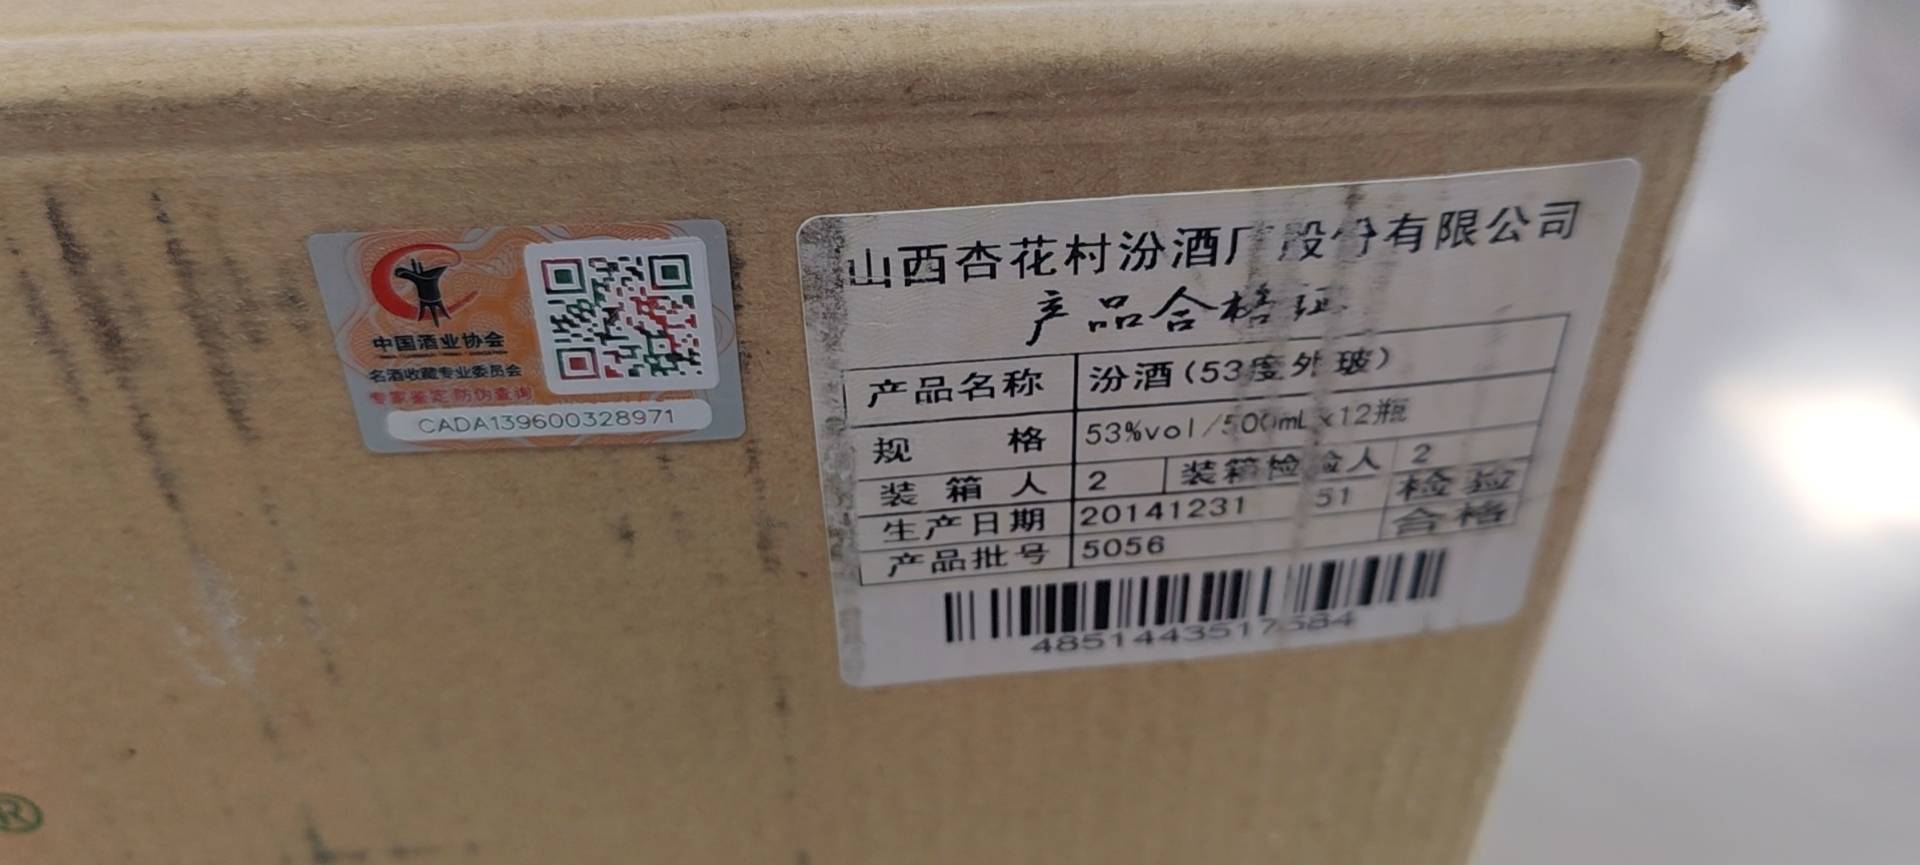 中国酒业协会
名酒收藏专业委员会
专家鉴定 防伪查询
CADA139600328971
山西杏花村汾酒厂股份有限公司
产品合格证
产品名称 汾酒(53度外玻)
规格 53%vol/500mL×12瓶
装箱人 2 装箱检验人 2
生产日期 20141231 51 检验
产品批号 5056 合格
4851443517584
®